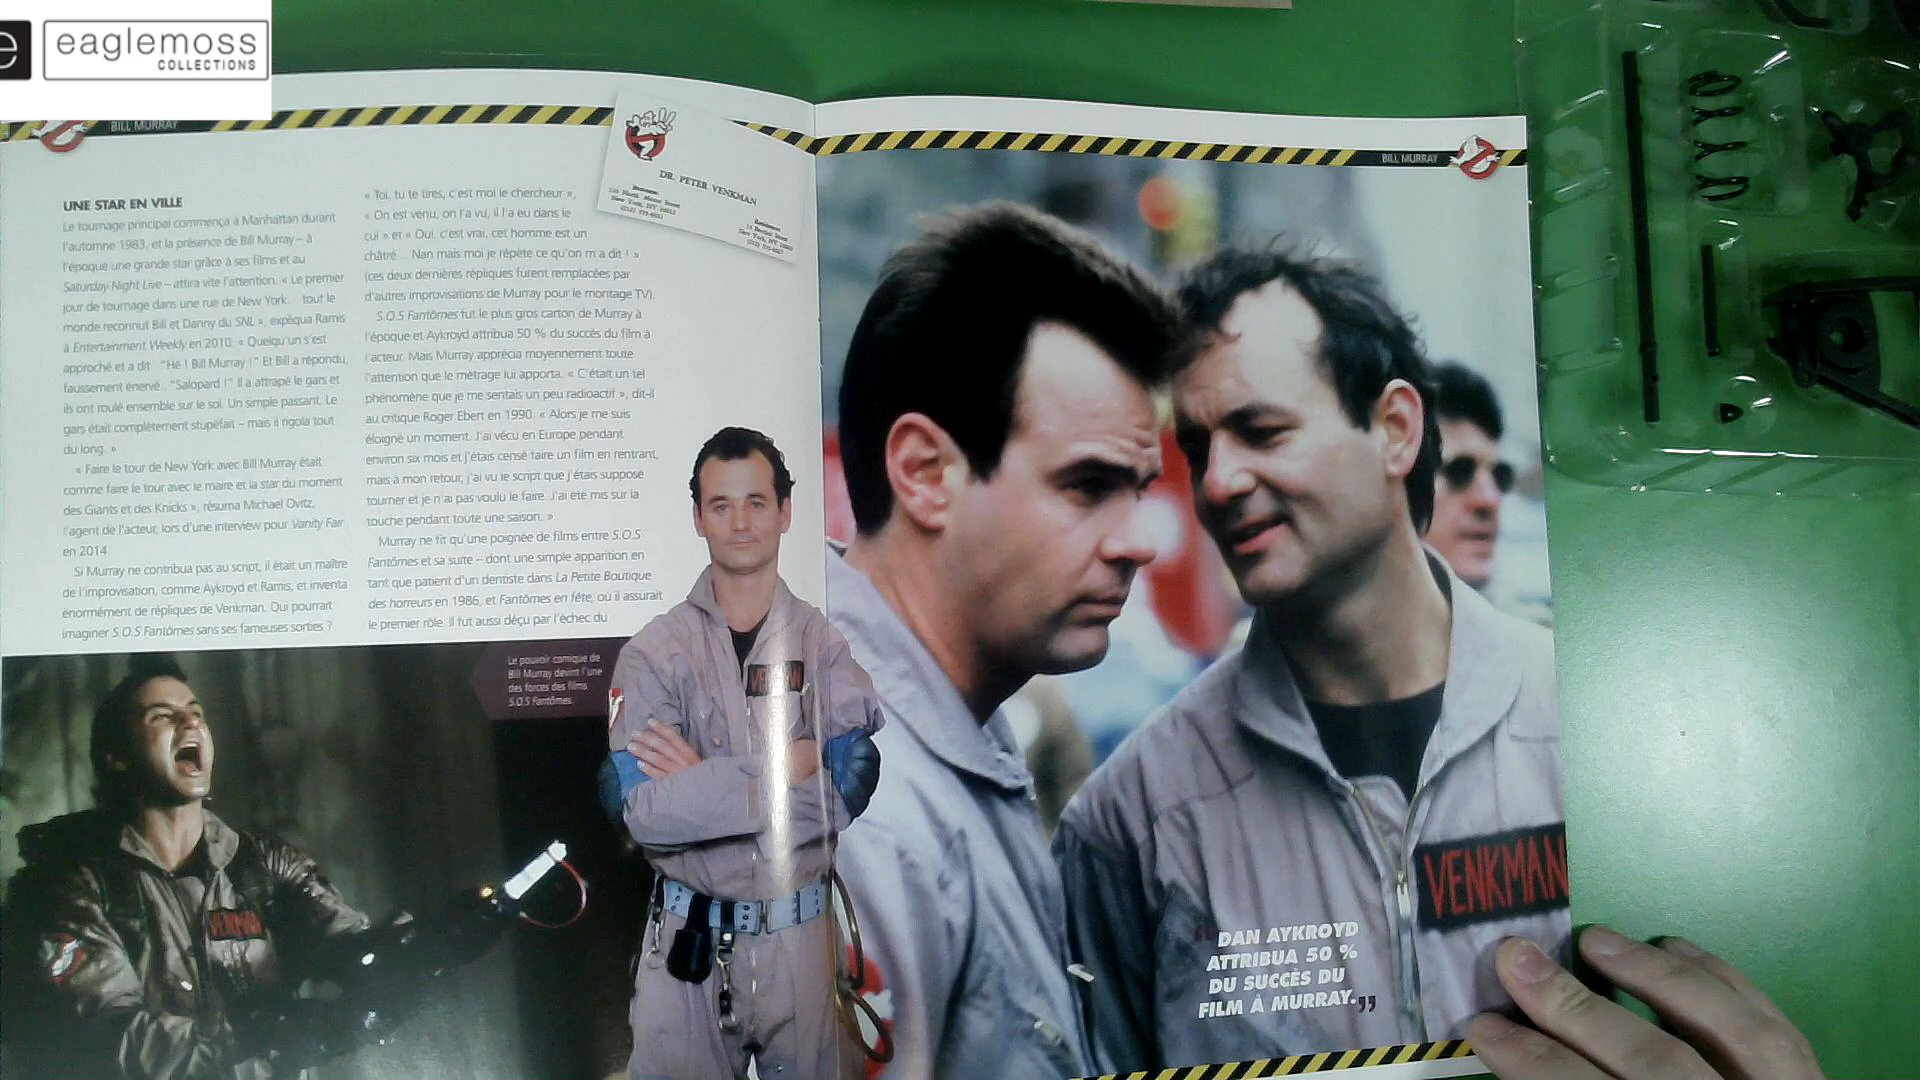 e
eaglemoss
COLLECTIONS
BILL MURRAY
UNE STAR EN VILLE
Le tournage principal commença à Manhattan durant
l'automne 1983, et la présence de Bill Murray – à
l'époque une grande star grâce à ses films et au
Saturday Night Live – attira vite l'attention. « Le premier
jour de tournage dans une rue de New York... tout le
monde reconnut Bill et Danny du SNL », expliqua Ramis
à Entertainment Weekly en 2010. « Quelqu'un s'est
approché et a dit : "Hé ! Bill Murray !" Et Bill a répondu,
faussement énervé : "Salopard !" Il a attrapé le gars et
ils ont roulé ensemble sur le sol. Un simple passant. Le
gars était complètement stupéfait – mais il rigola tout
du long. »
« Faire le tour de New York avec Bill Murray était
comme faire le tour avec le maire et la star du moment
des Giants et des Knicks », résuma Michael Ovitz,
l'agent de l'acteur, lors d'une interview pour Vanity Fair
en 2014.
Si Murray ne contribua pas au script, il était un maître
de l'improvisation, comme Aykroyd et Ramis, et inventa
énormément de répliques de Venkman. Qui pourrait
imaginer S.O.S Fantômes sans ses fameuses sorties ?
« Toi, tu te tires, c'est moi le chercheur »,
« On est venu, on l'a vu, il l'a eu dans le
cul » et « Oui, c'est vrai, cet homme est un
châtré... Nan mais moi je répète ce qu'on m'a dit ! »
(ces deux dernières répliques furent remplacées par
d'autres improvisations de Murray pour le montage TV).
S.O.S Fantômes fut le plus gros carton de Murray à
l'époque et Aykroyd attribua 50 % du succès du film à
l'acteur. Mais Murray apprécia moyennement toute
l'attention que le métrage lui apporta. « C'était un tel
phénomène que je me sentais un peu radioactif », dit-il
au critique Roger Ebert en 1990. « Alors je me suis
éloigné un moment. J'ai vécu en Europe pendant
environ six mois et j'étais censé faire un film en rentrant,
mais à mon retour, j'ai vu le script que j'étais supposé
tourner et je n'ai pas voulu le faire. J'ai été mis sur la
touche pendant toute une saison. »
Murray ne fit qu'une poignée de films entre S.O.S
Fantômes et sa suite – dont une simple apparition en
tant que patient d'un dentiste dans La Petite Boutique
des horreurs en 1986, et Fantômes en fête, où il assurait
le premier rôle. Il fut aussi déçu par l'échec du
DR. PETER VENKMAN
Business:
New York, NY
Residence:
New York, NY
Le pouvoir comique de
Bill Murray devint l'une
des forces des films
S.O.S Fantômes.
VENKMAN
VENKMAN
BILL MURRAY
VENKMAN
DAN AYKROYD
ATTRIBUA 50 %
DU SUCCÈS DU
FILM À MURRAY.”